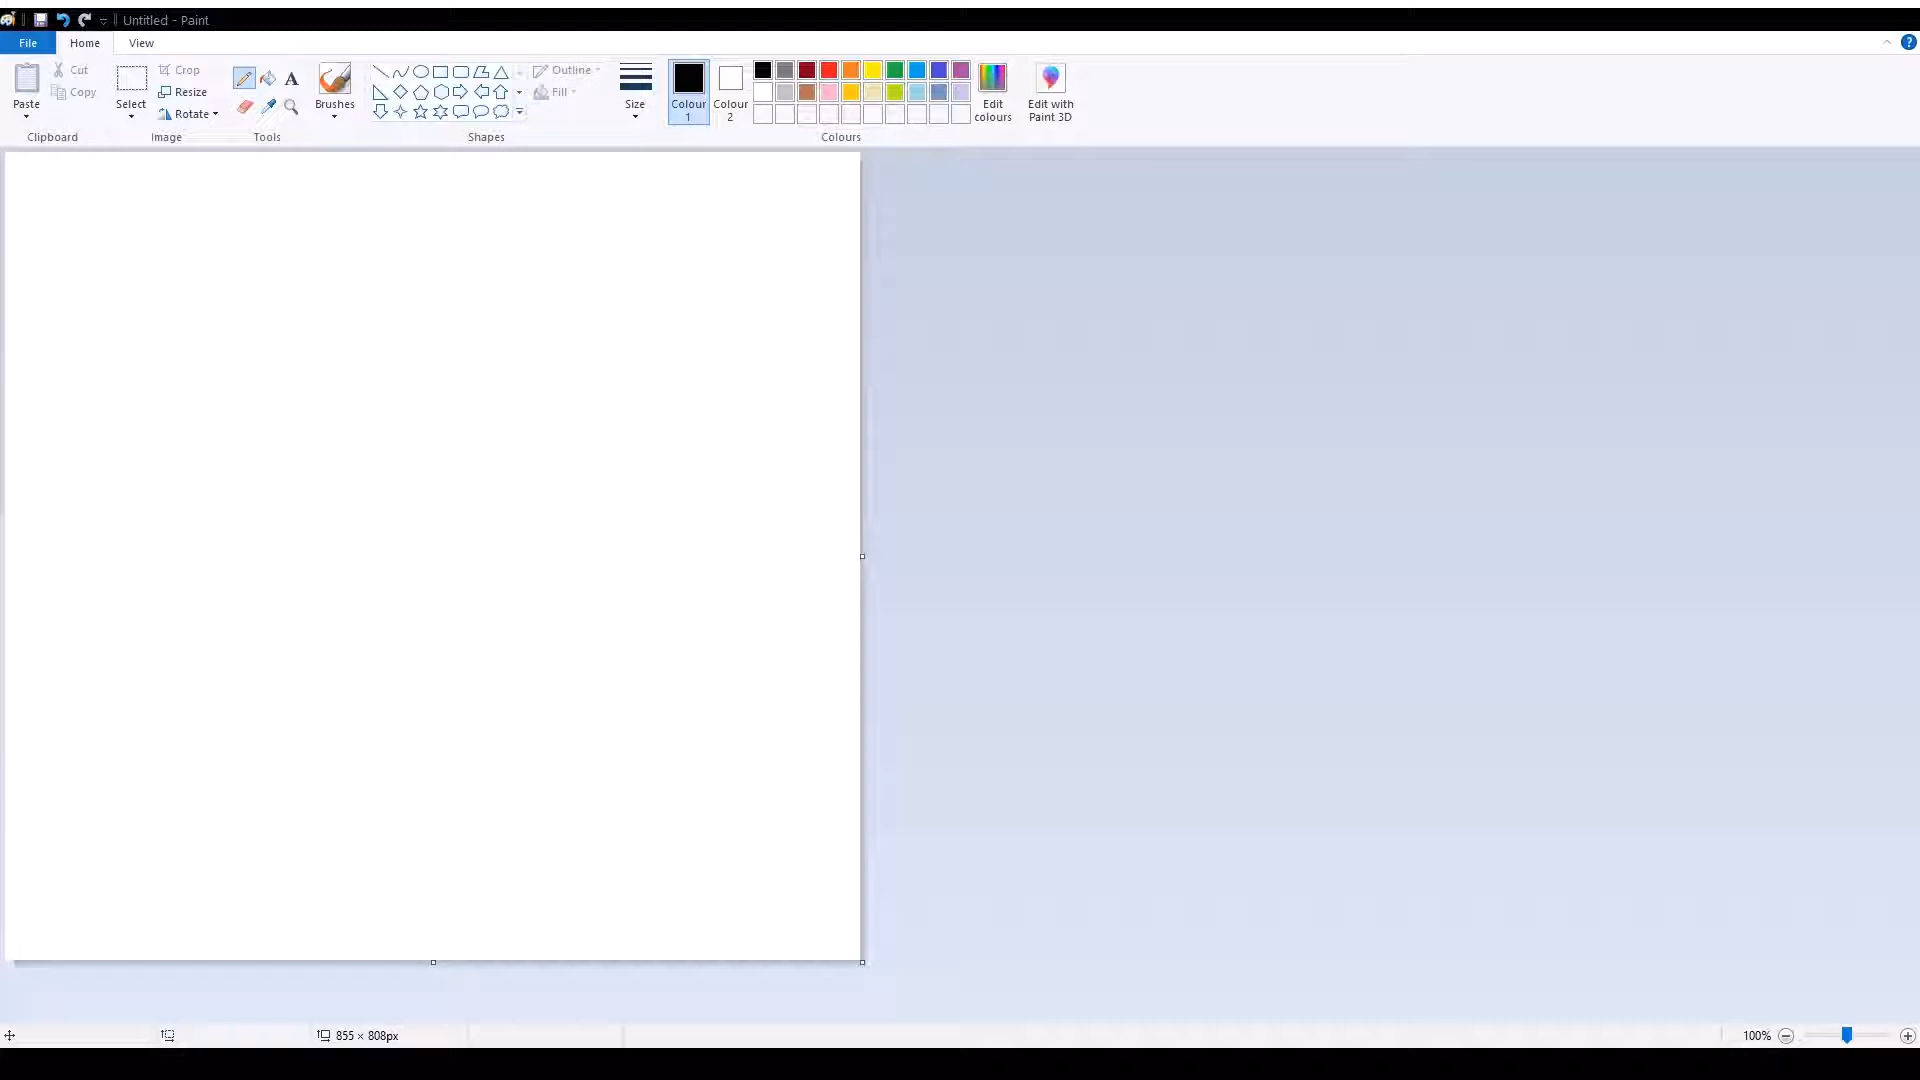 Untitled - Paint
File Home View
Paste Cut Copy Select Crop Resize Rotate A Brushes Outline Fill Size Colour 1 Colour 2 Edit colours Edit with Paint 3D
Clipboard Image Tools Shapes Colours
855 × 808px 100%